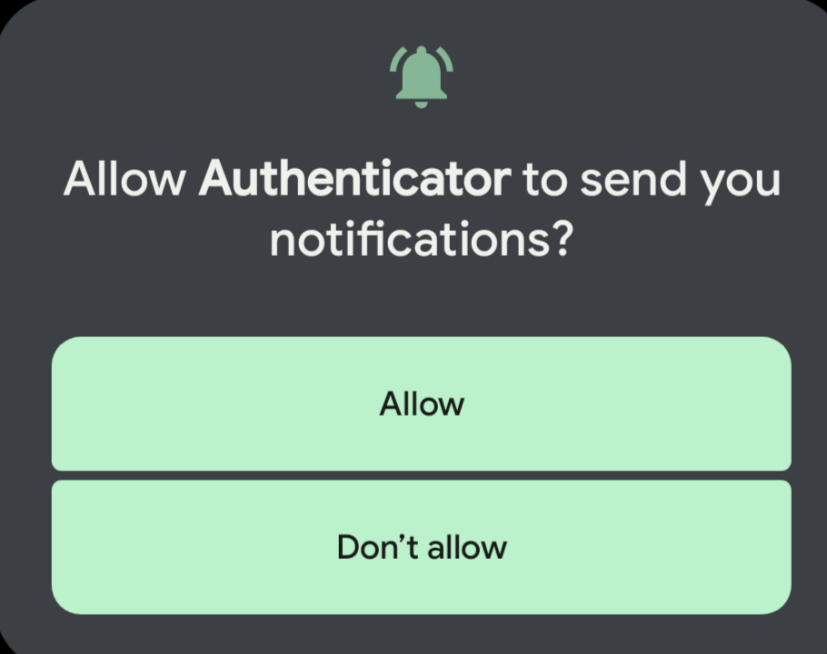 Allow Authenticator to send you
notifications?
Allow
Don’t allow